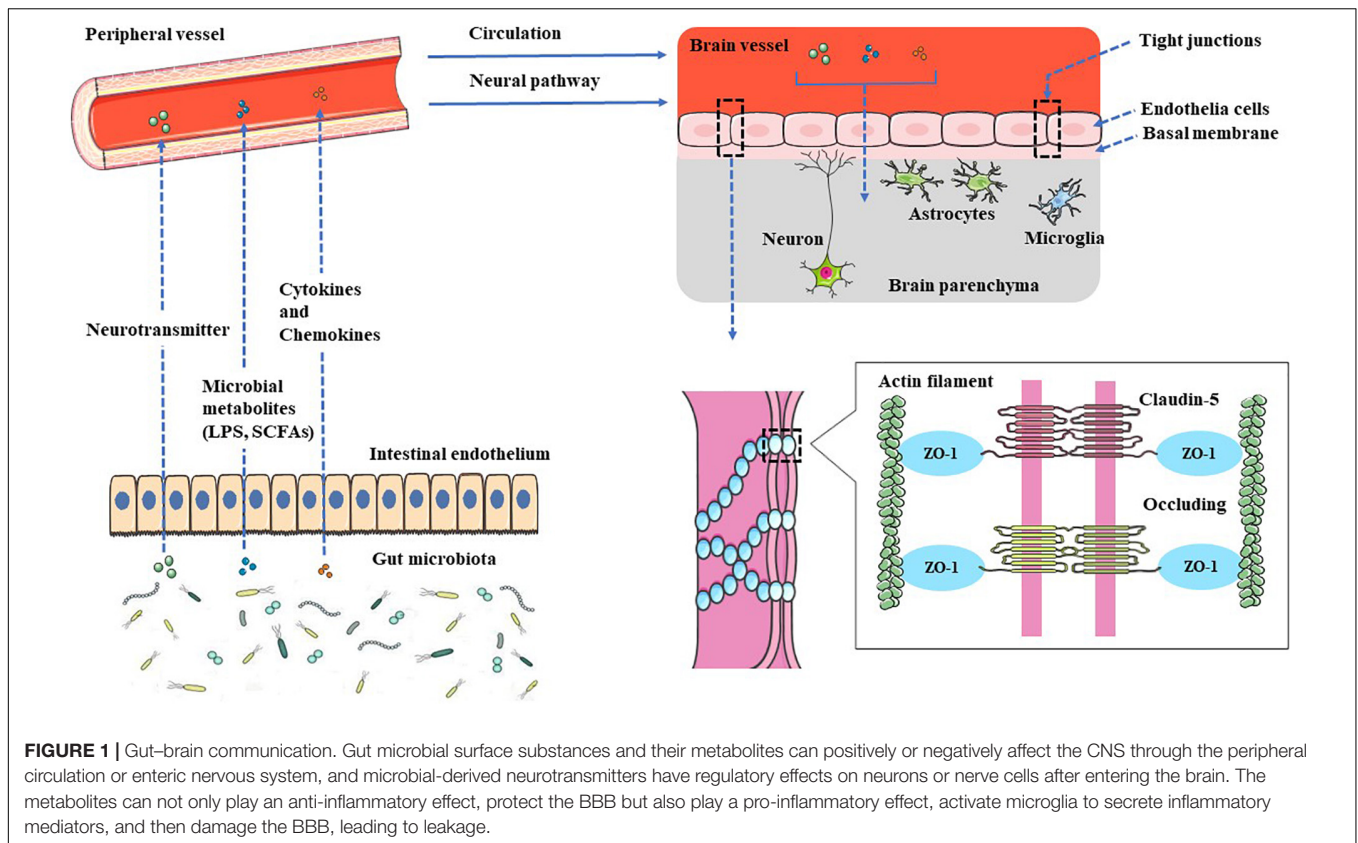 Peripheral vessel
Circulation
Neural pathway
Brain vessel
Tight junctions
Endothelia cells
Basal membrane
Astrocytes
Microglia
Neuron
Brain parenchyma
Neurotransmitter
Cytokines
and
Chemokines
Microbial
metabolites
(LPS, SCFAs)
Intestinal endothelium
Gut microbiota
Actin filament
Claudin-5
ZO-1
ZO-1
Occluding
ZO-1
ZO-1
FIGURE 1 | Gut–brain communication. Gut microbial surface substances and their metabolites can positively or negatively affect the CNS through the peripheral
circulation or enteric nervous system, and microbial-derived neurotransmitters have regulatory effects on neurons or nerve cells after entering the brain. The
metabolites can not only play an anti-inflammatory effect, protect the BBB but also play a pro-inflammatory effect, activate microglia to secrete inflammatory
mediators, and then damage the BBB, leading to leakage.